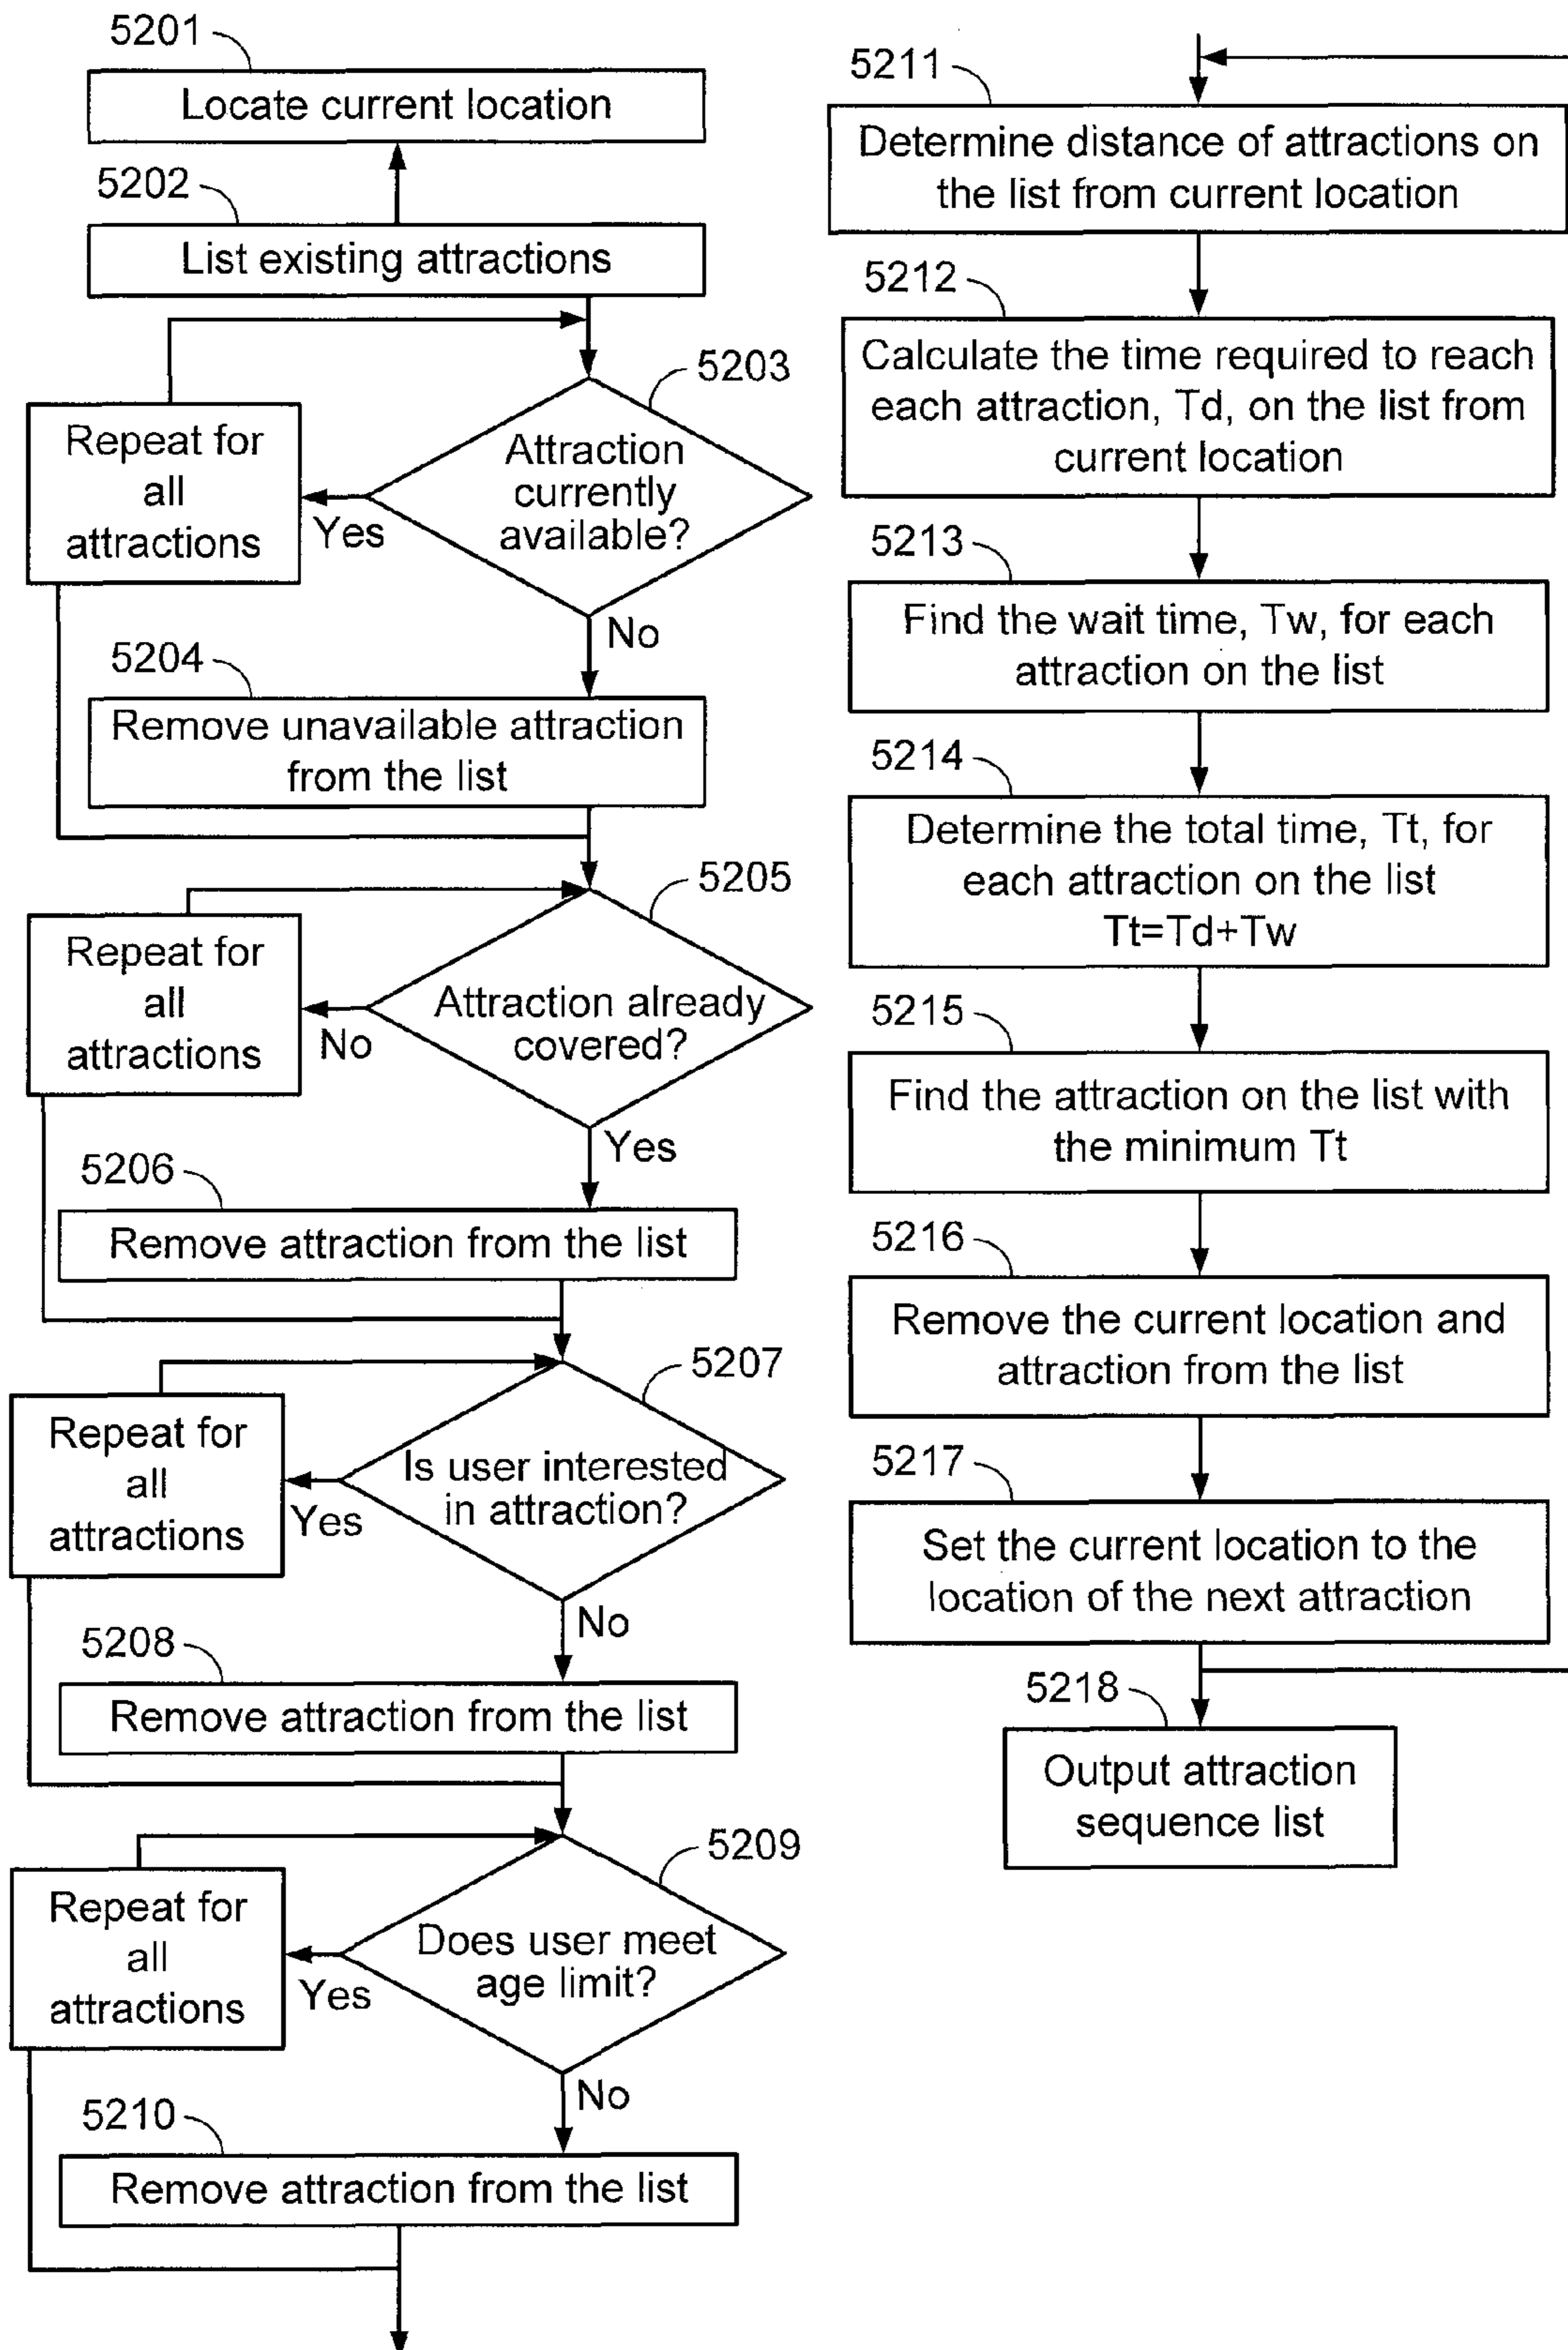 5201
Locate current location
5202
List existing attractions
5203
Attraction
currently
available?
Repeat for
all
attractions
Yes
No
5204
Remove unavailable attraction
from the list
5205
Attraction already
covered?
Repeat for
all
attractions
No
Yes
5206
Remove attraction from the list
5207
Is user interested
in attraction?
Repeat for
all
attractions
Yes
No
5208
Remove attraction from the list
5209
Does user meet
age limit?
Repeat for
all
attractions
Yes
No
5210
Remove attraction from the list
5211
Determine distance of attractions on
the list from current location
5212
Calculate the time required to reach
each attraction, Td, on the list from
current location
5213
Find the wait time, Tw, for each
attraction on the list
5214
Determine the total time, Tt, for
each attraction on the list
Tt=Td+Tw
5215
Find the attraction on the list with
the minimum Tt
5216
Remove the current location and
attraction from the list
5217
Set the current location to the
location of the next attraction
5218
Output attraction
sequence list